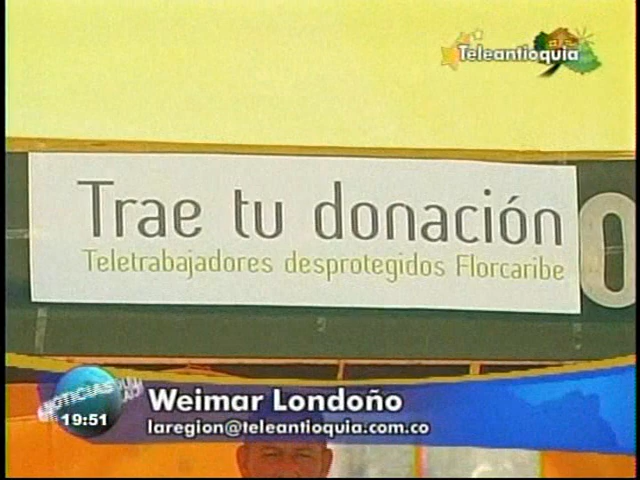 Teleantioquia
Trae tu donación
Teletrabajadores desprotegidos Florcaribe
NOTICIAS
19:51
Weimar Londoño
laregion@teleantioquia.com.co